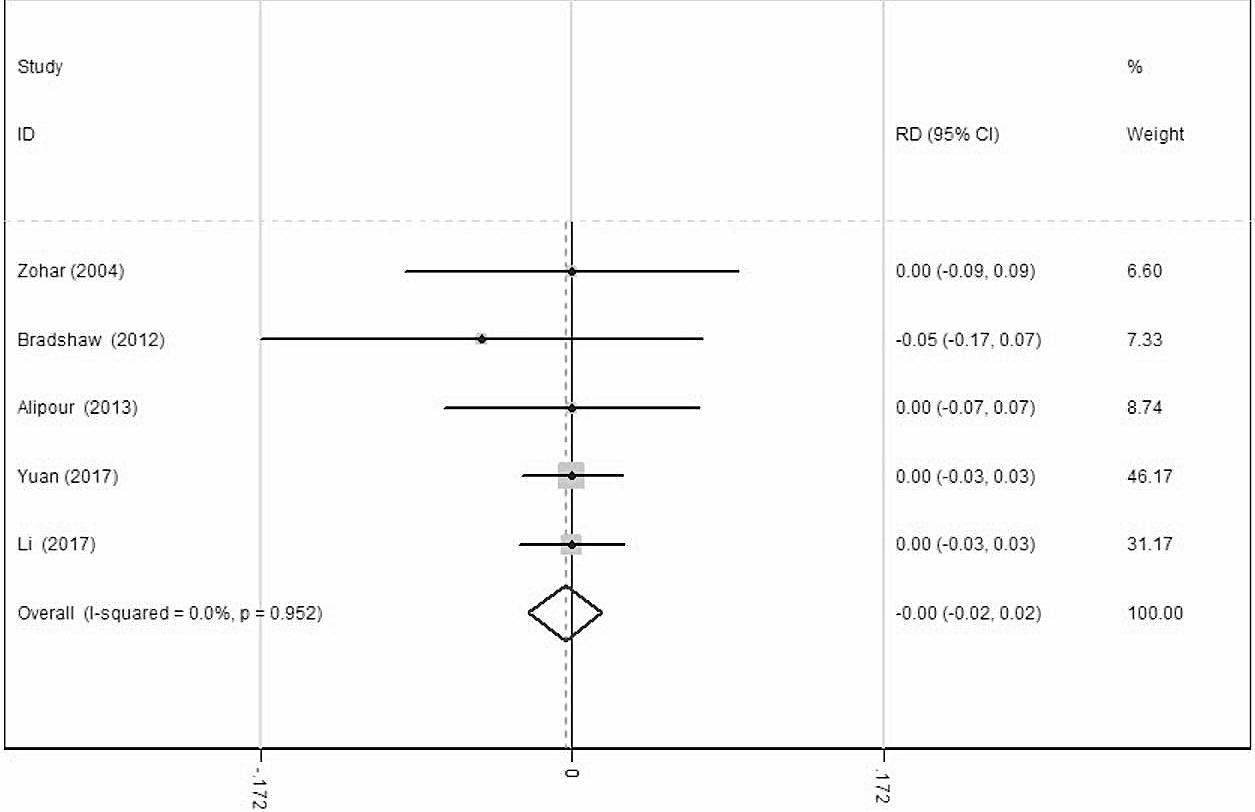 Study %
ID RD (95% CI) Weight
Zohar (2004) 0.00 (-0.09, 0.09) 6.60
Bradshaw (2012) -0.05 (-0.17, 0.07) 7.33
Alipour (2013) 0.00 (-0.07, 0.07) 8.74
Yuan (2017) 0.00 (-0.03, 0.03) 46.17
Li (2017) 0.00 (-0.03, 0.03) 31.17
Overall (I-squared = 0.0%, p = 0.952) -0.00 (-0.02, 0.02) 100.00
-.172 0 .172